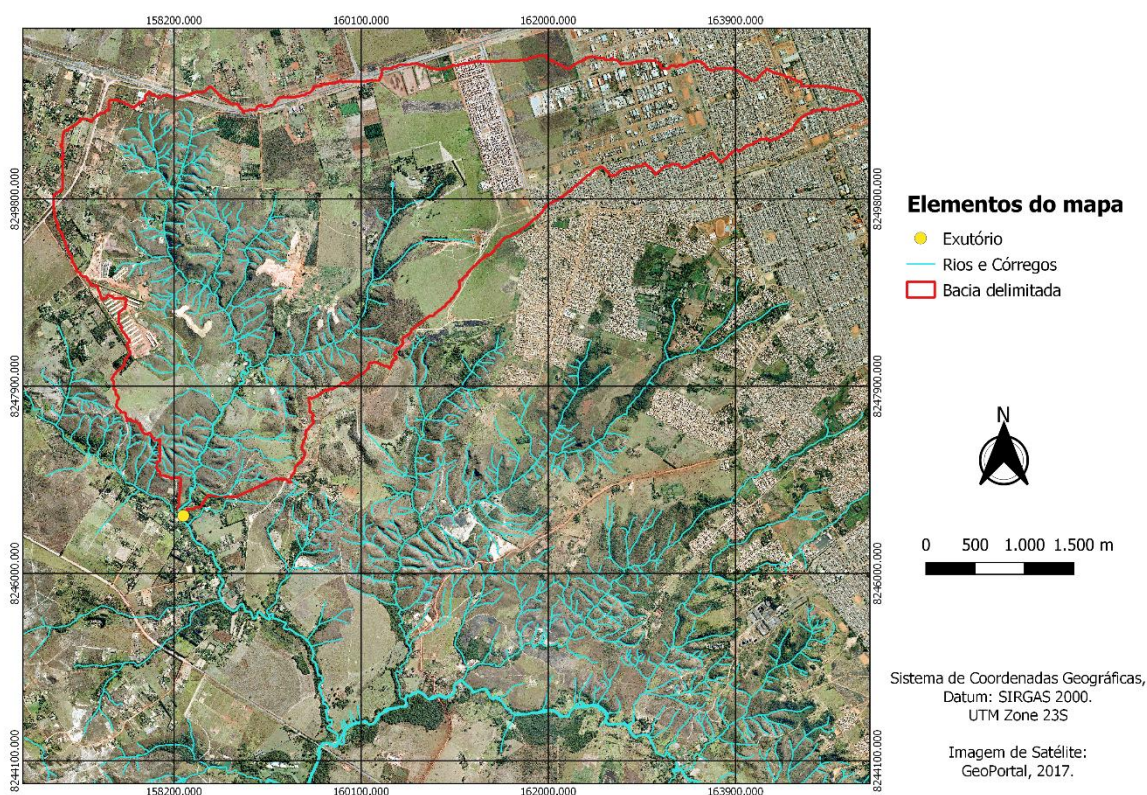 158200.000 160100.000 162000.000 163900.000
8249800.000 8249800.000
8247900.000 8247900.000
8246000.000 8246000.000
8244100.000 8244100.000
158200.000 160100.000 162000.000 163900.000
Elementos do mapa
Exutório
Rios e Córregos
Bacia delimitada
N
0 500 1.000 1.500 m
Sistema de Coordenadas Geográficas,
Datum: SIRGAS 2000.
UTM Zone 23S
Imagem de Satélite:
GeoPortal, 2017.